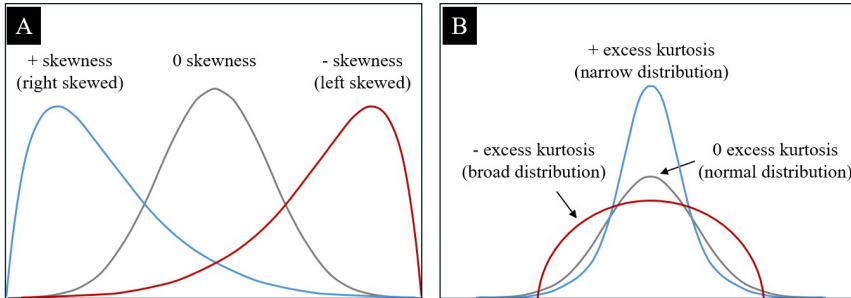 A
+ skewness
(right skewed)
0 skewness
- skewness
(left skewed)
B
+ excess kurtosis
(narrow distribution)
- excess kurtosis
(broad distribution)
0 excess kurtosis
(normal distribution)